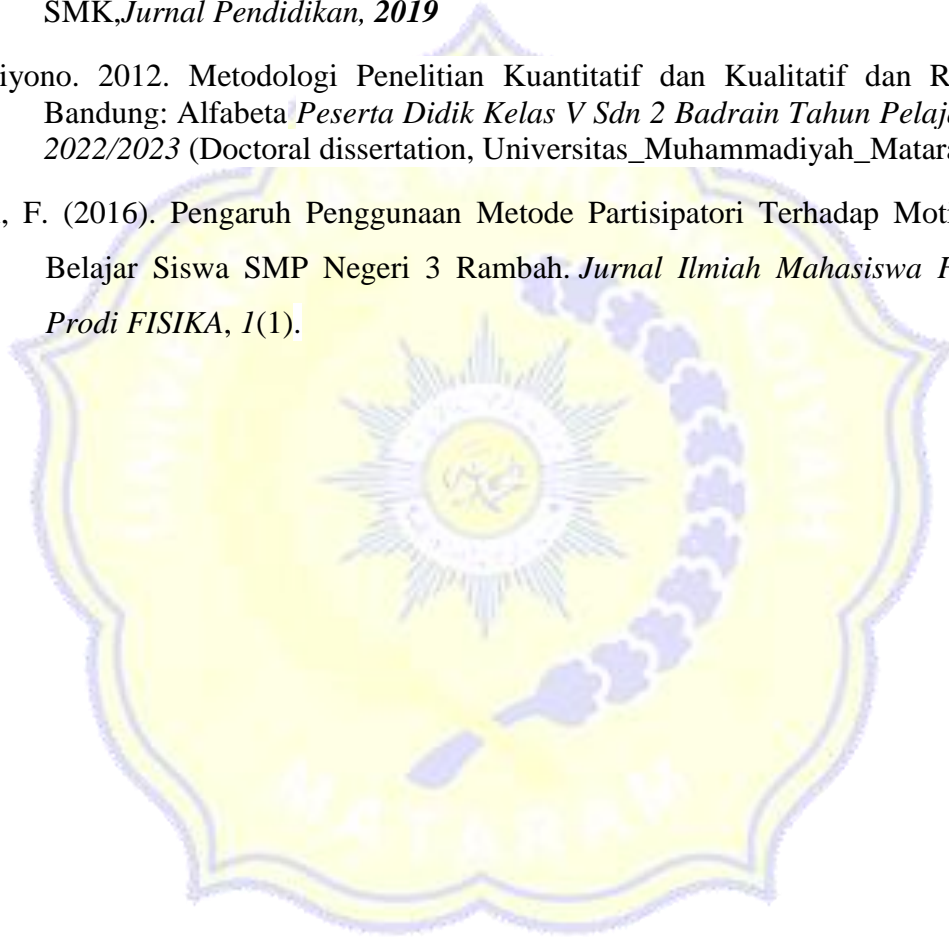 SMK,Jurnal Pendidikan, 2019
iyono. 2012. Metodologi Penelitian Kuantitatif dan Kualitatif dan R
Bandung: Alfabeta Peserta Didik Kelas V Sdn 2 Badrain Tahun Pelaj
2022/2023 (Doctoral dissertation, Universitas_Muhammadiyah_Matar
, F. (2016). Pengaruh Penggunaan Metode Partisipatori Terhadap Mot
Belajar Siswa SMP Negeri 3 Rambah. Jurnal Ilmiah Mahasiswa
Prodi FISIKA, 1(1).
MATARAM